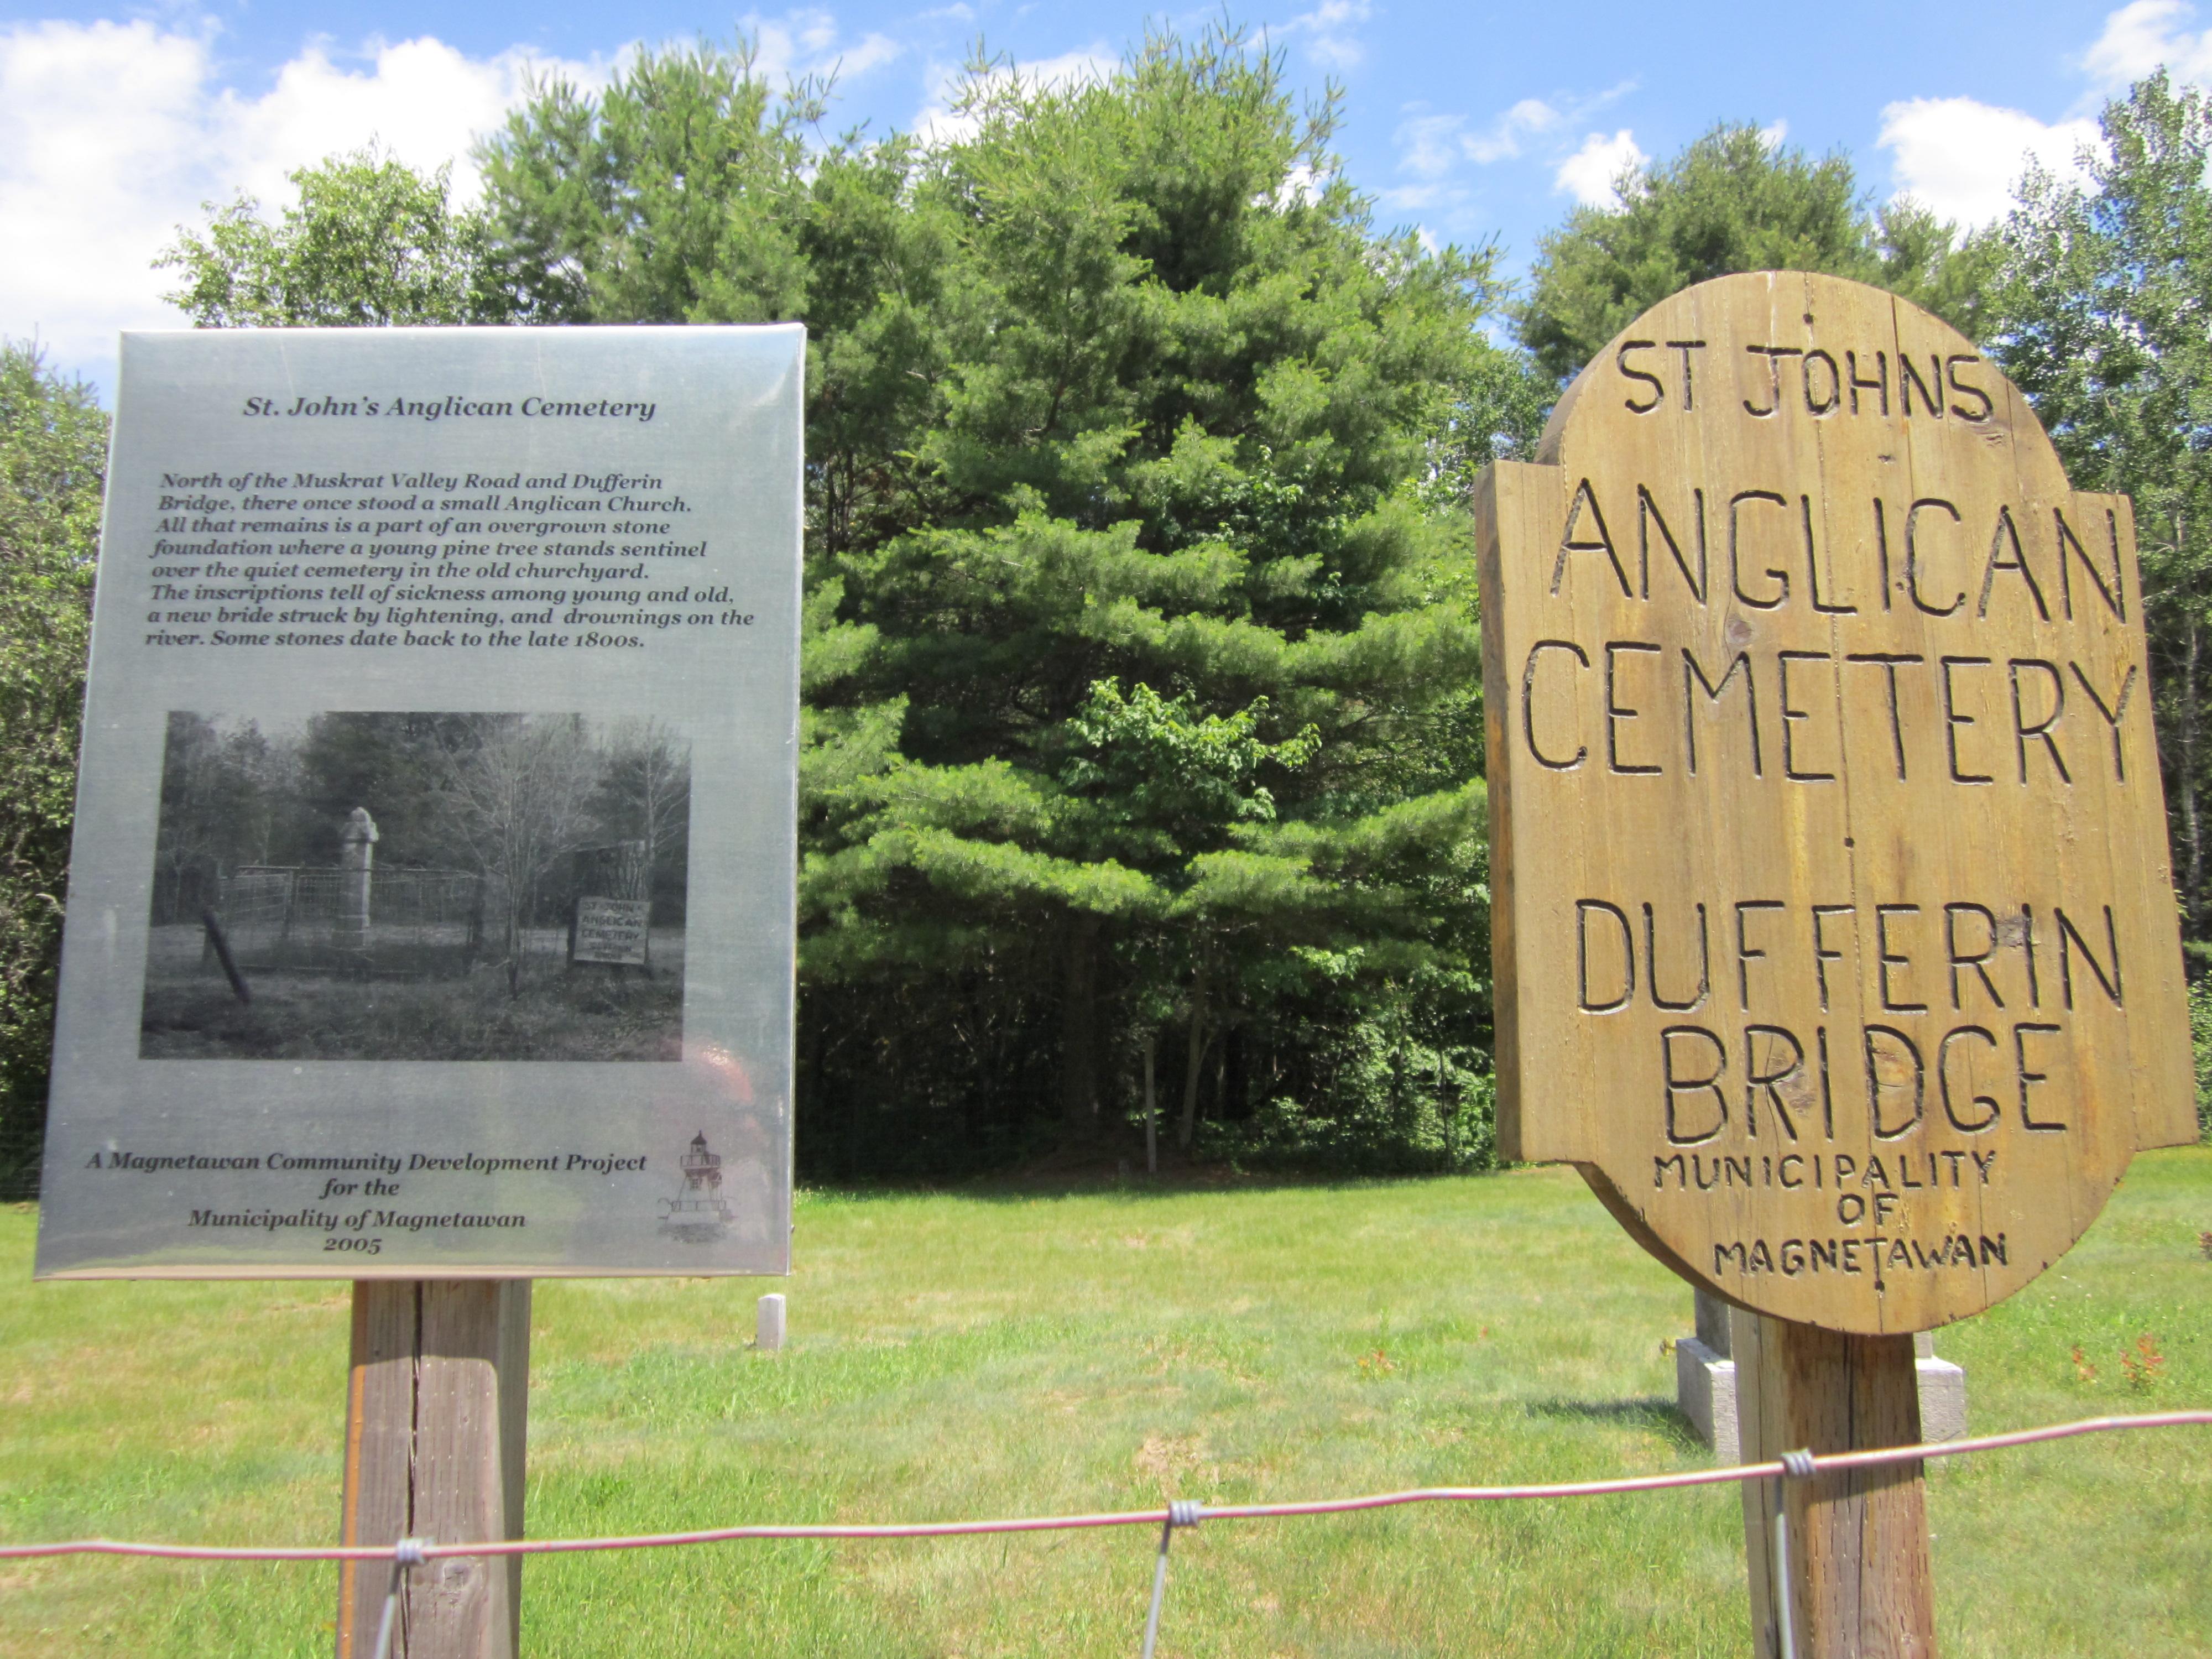 St. John's Anglican Cemetery
North of the Muskrat Valley Road and Dufferin
Bridge, there once stood a small Anglican Church.
All that remains is a part of an overgrown stone
foundation where a young pine tree stands sentinel
over the quiet cemetery in the old churchyard.
The inscriptions tell of sickness among young and old,
a new bride struck by lightening, and drownings on the
river. Some stones date back to the late 1800s.
ST JOHN'S
ANGLICAN
CEMETERY
A Magnetawan Community Development Project
for the
Municipality of Magnetawan
2005
ST JOHNS
ANGLICAN
CEMETERY
DUFFERIN
BRIDGE
MUNICIPALITY
OF
MAGNETAWAN